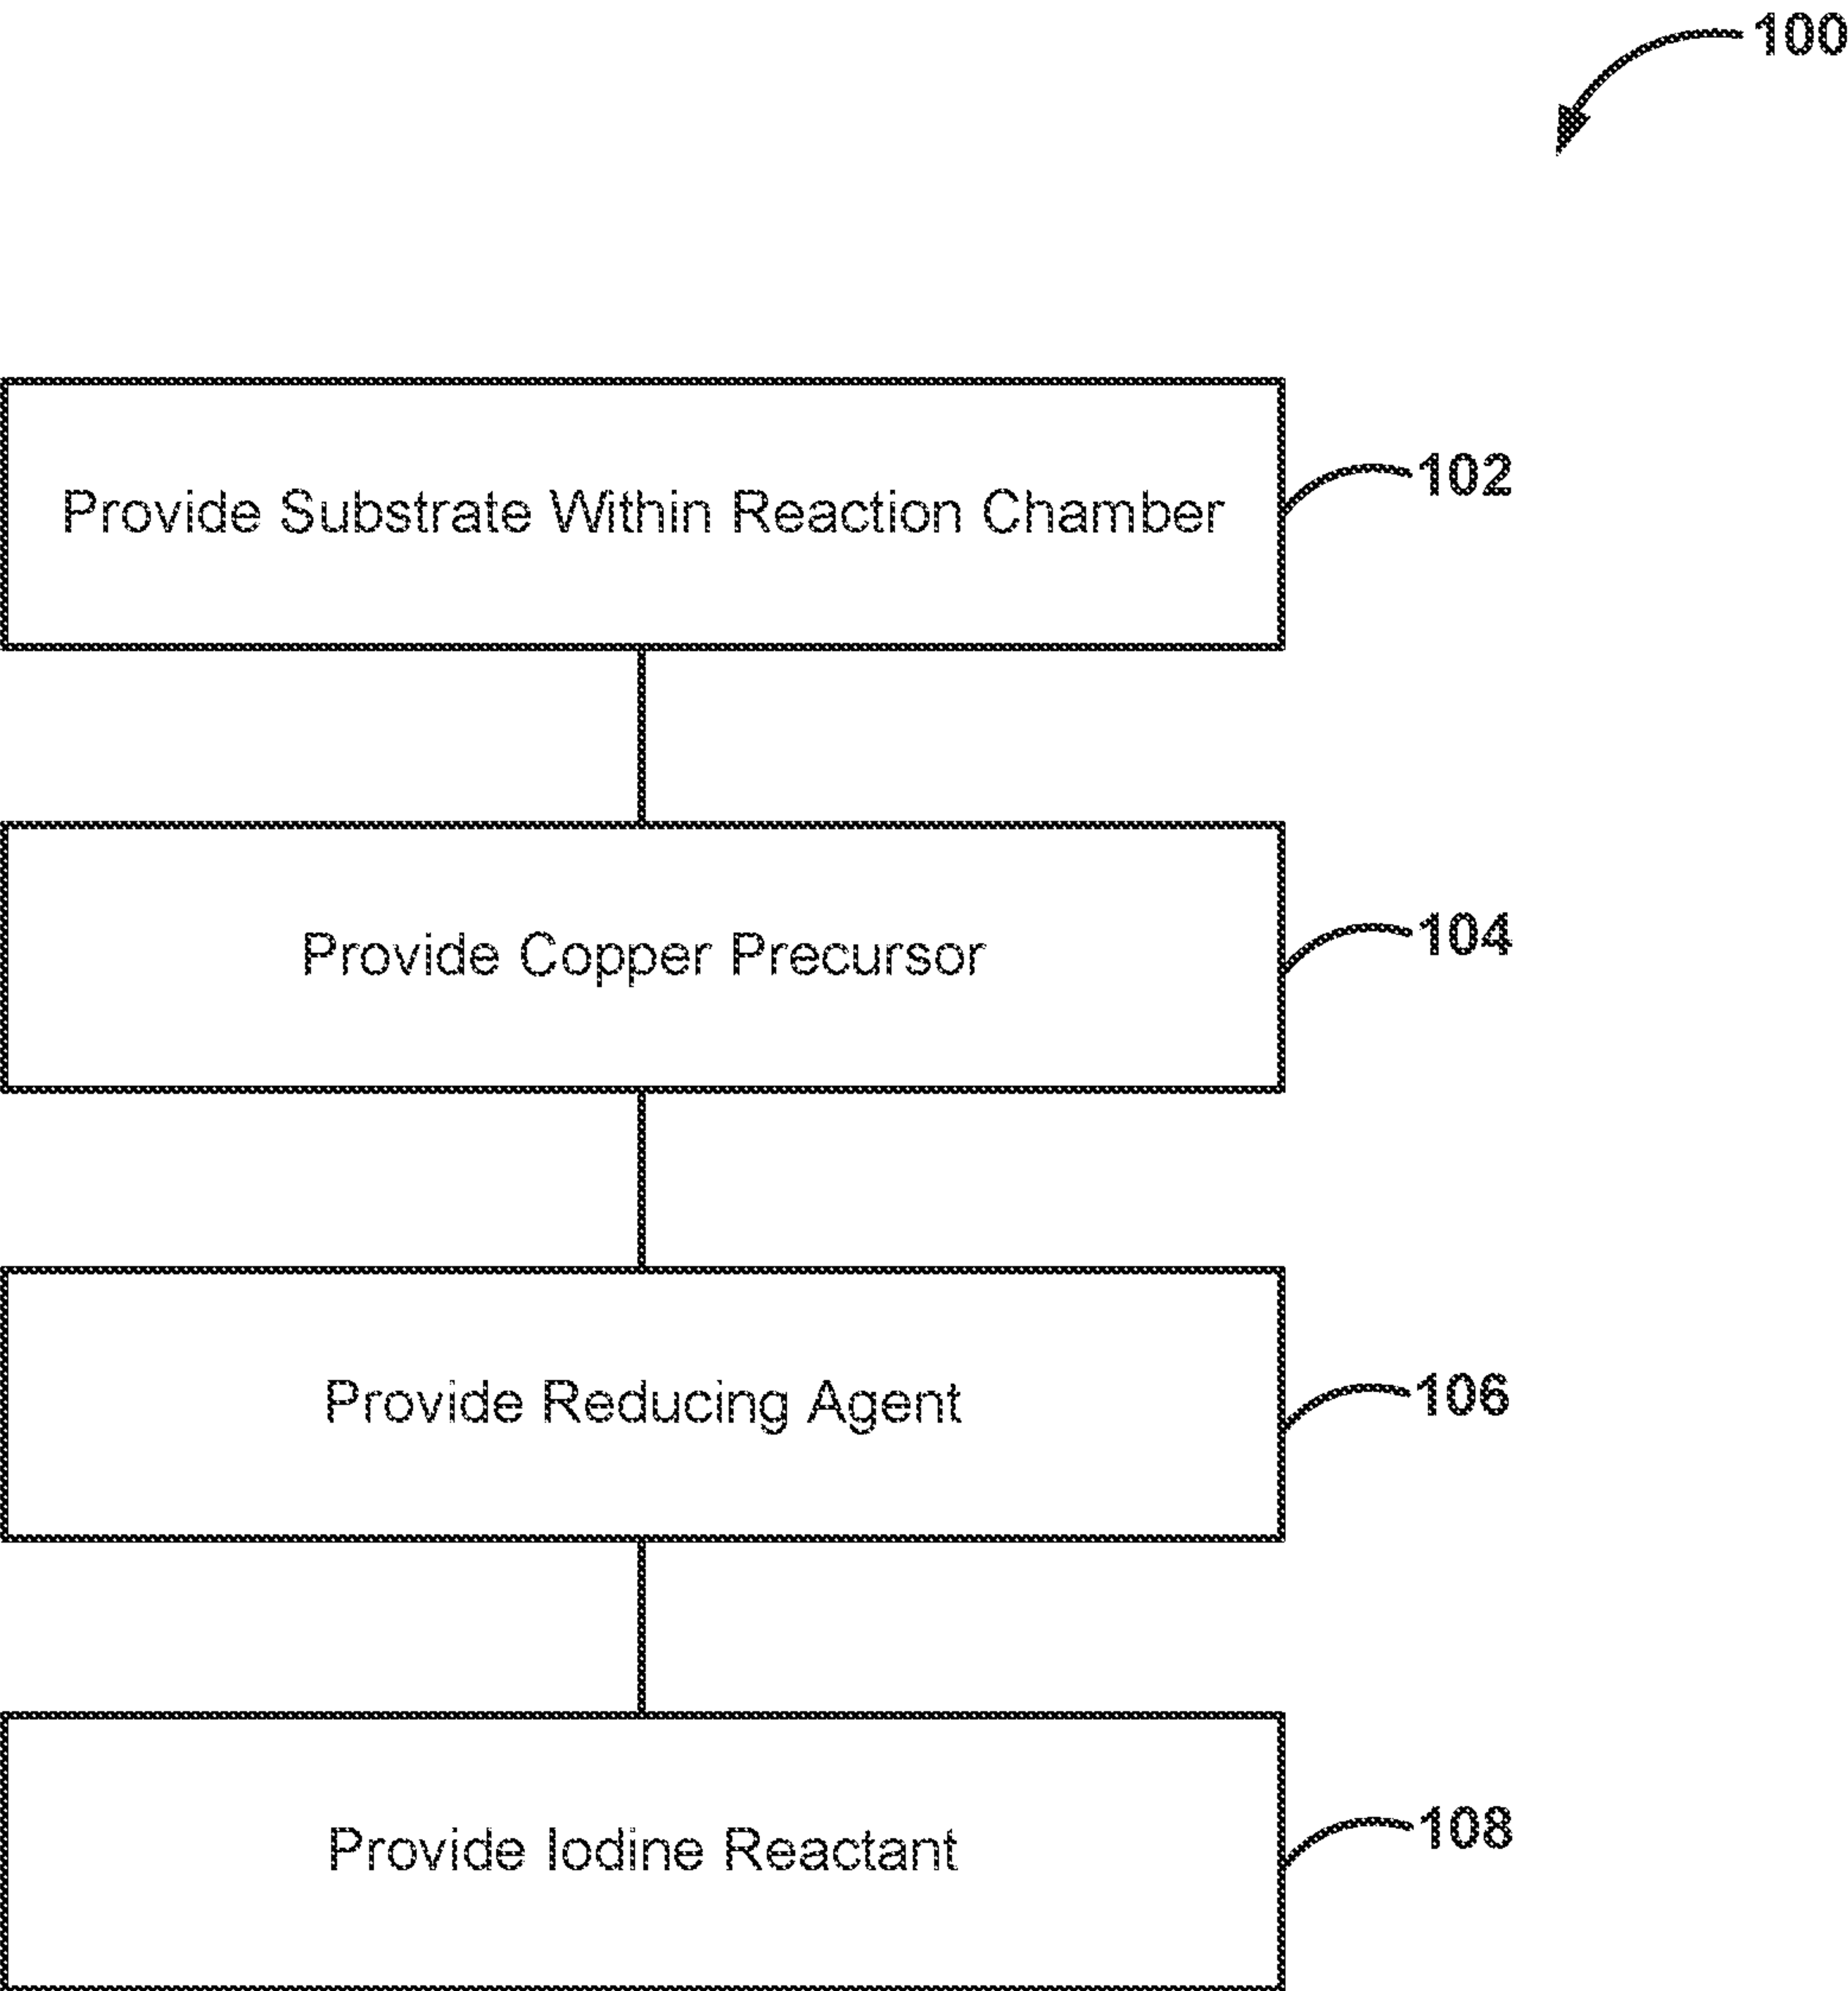 100
Provide Substrate Within Reaction Chamber
102
Provide Copper Precursor
104
Provide Reducing Agent
106
Provide Iodine Reactant
108